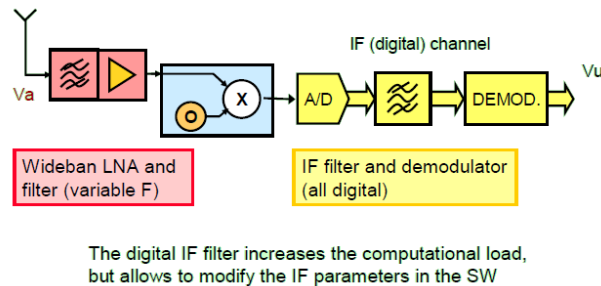 IF (digital) channel
Va
O
X
A/D
DEMOD.
Vu
Wideban LNA and
filter (variable F)
IF filter and demodulator
(all digital)
The digital IF filter increases the computational load,
but allows to modify the IF parameters in the SW